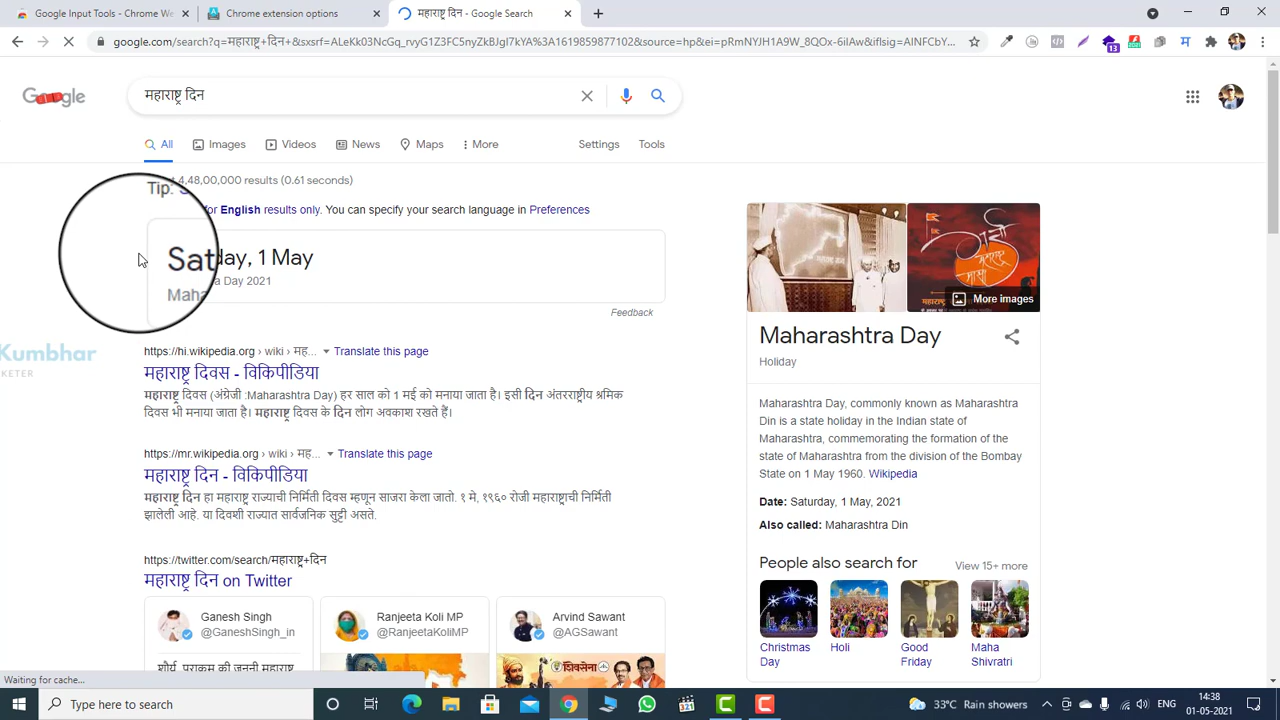 Google Input Tools - Chrome We
Chrome extension options
महाराष्ट्र दिन - Google Search
google.com/search?q=महाराष्ट्र+दिन+&sxsrf=ALeKk03NcGq_rvyG1Z3FC5nyZkBJgl7kYA%3A1619859877102&source=hp&ei=pRmNYJH1A9W_8QOx-6iIAw&iflsig=AINFCbY...
13
Google
महाराष्ट्र दिन
All
Images
Videos
News
Maps
More
Settings
Tools
4,48,00,000 results (0.61 seconds)
Tip:
for English results only. You can specify your search language in Preferences
Saturday, 1 May
Maha a Day 2021
Feedback
Kumbhar
KETER
https://hi.wikipedia.org › wiki › मह... Translate this page
महाराष्ट्र दिवस - विकिपीडिया
महाराष्ट्र दिवस (अंग्रेजी :Maharashtra Day) हर साल को 1 मई को मनाया जाता है। इसी दिन अंतरराष्ट्रीय श्रमिक
दिवस भी मनाया जाता है। महाराष्ट्र दिवस के दिन लोग अवकाश रखते हैं।
https://mr.wikipedia.org › wiki › मह... Translate this page
महाराष्ट्र दिन - विकिपीडिया
महाराष्ट्र दिन हा महाराष्ट्र राज्याची निर्मिती दिवस म्हणून साजरा केला जातो. १ मे, १९६० रोजी महाराष्ट्राची निर्मिती
झालेली आहे. या दिवशी राज्यात सार्वजनिक सुट्टी असते.
https://twitter.com/search/महाराष्ट्र+दिन
महाराष्ट्र दिन on Twitter
Ganesh Singh
@GaneshSingh_in
शौर्य, पराक्रम की जननी महाराष्ट्र
Ranjeeta Koli MP
@RanjeetaKoliMP
Arvind Sawant
@AGSawant
शिवसेना
More images
Maharashtra Day
Holiday
Maharashtra Day, commonly known as Maharashtra
Din is a state holiday in the Indian state of
Maharashtra, commemorating the formation of the
state of Maharashtra from the division of the Bombay
State on 1 May 1960. Wikipedia
Date: Saturday, 1 May, 2021
Also called: Maharashtra Din
People also search for
View 15+ more
Christmas
Day
Holi
Good
Friday
Maha
Shivratri
Waiting for cache...
Type here to search
33°C Rain showers
ENG
14:38
01-05-2021